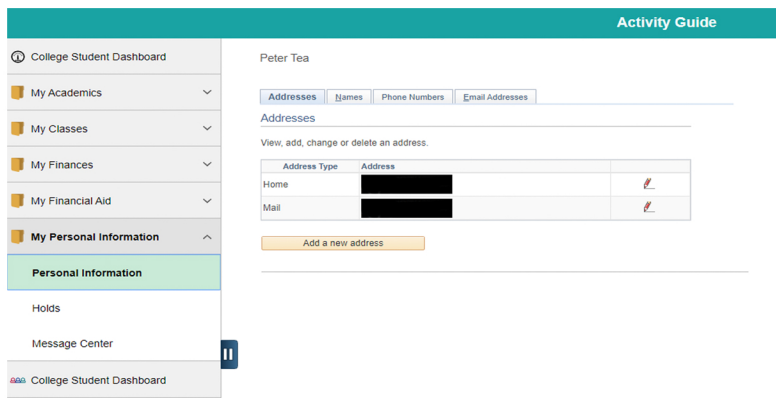 Activity Guide
College Student Dashboard
My Academics
My Classes
My Finances
My Financial Aid
My Personal Information
Personal Information
Holds
Message Center
College Student Dashboard
Peter Tea
Addresses Names Phone Numbers Email Addresses
Addresses
View, add, change or delete an address.
Address Type Address
Home
Mail
Add a new address